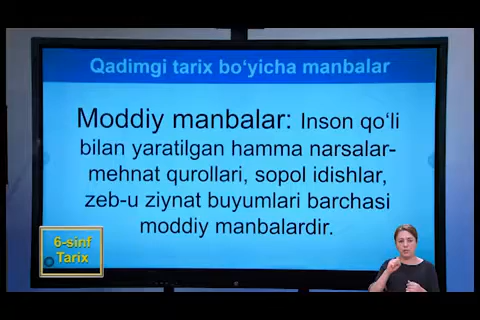 Qadimgi tarix bo‘yicha manbalar
Moddiy manbalar: Inson qo‘li
bilan yaratilgan hamma narsalar-
mehnat qurollari, sopol idishlar,
zeb-u ziynat buyumlari barchasi
moddiy manbalardir.
6-sinf
Tarix